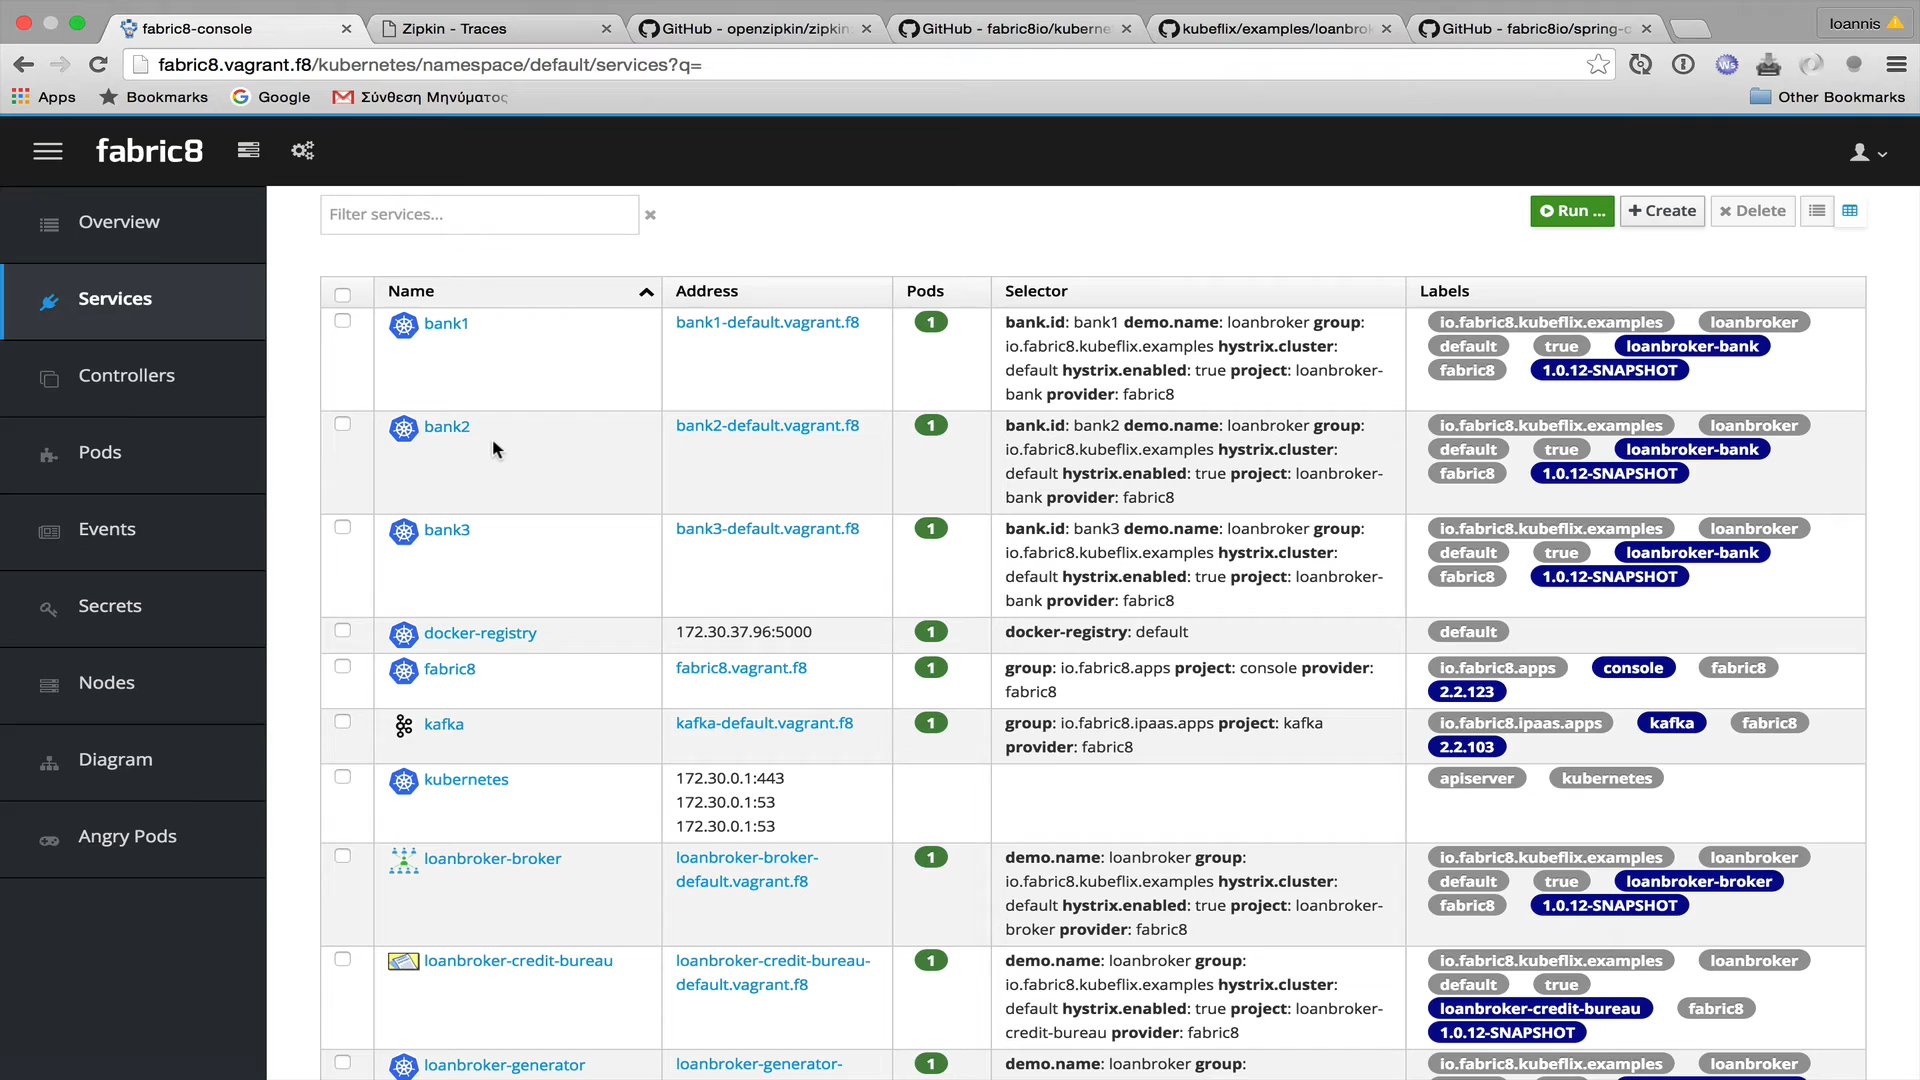 fabric8-console
Zipkin - Traces
GitHub - openzipkin/zipkin
GitHub - fabric8io/kuberne
kubeflix/examples/loanbrok
GitHub - fabric8io/spring-c
Ioannis
fabric8.vagrant.f8/kubernetes/namespace/default/services?q=
Apps
Bookmarks
Google
Σύνθεση Μηνύματος
Other Bookmarks
fabric8
Overview
Services
Controllers
Pods
Events
Secrets
Nodes
Diagram
Angry Pods
Filter services...
Run ...
Create
Delete
Name
Address
Pods
Selector
Labels
bank1
bank1-default.vagrant.f8
1
bank.id: bank1 demo.name: loanbroker group:
io.fabric8.kubeflix.examples hystrix.cluster:
default hystrix.enabled: true project: loanbroker-
bank provider: fabric8
io.fabric8.kubeflix.examples loanbroker
default true loanbroker-bank
fabric8 1.0.12-SNAPSHOT
bank2
bank2-default.vagrant.f8
1
bank.id: bank2 demo.name: loanbroker group:
io.fabric8.kubeflix.examples hystrix.cluster:
default hystrix.enabled: true project: loanbroker-
bank provider: fabric8
io.fabric8.kubeflix.examples loanbroker
default true loanbroker-bank
fabric8 1.0.12-SNAPSHOT
bank3
bank3-default.vagrant.f8
1
bank.id: bank3 demo.name: loanbroker group:
io.fabric8.kubeflix.examples hystrix.cluster:
default hystrix.enabled: true project: loanbroker-
bank provider: fabric8
io.fabric8.kubeflix.examples loanbroker
default true loanbroker-bank
fabric8 1.0.12-SNAPSHOT
docker-registry
172.30.37.96:5000
1
docker-registry: default
default
fabric8
fabric8.vagrant.f8
1
group: io.fabric8.apps project: console provider:
fabric8
io.fabric8.apps console fabric8
2.2.123
kafka
kafka-default.vagrant.f8
1
group: io.fabric8.ipaas.apps project: kafka
provider: fabric8
io.fabric8.ipaas.apps kafka fabric8
2.2.103
kubernetes
172.30.0.1:443
172.30.0.1:53
172.30.0.1:53
apiserver kubernetes
loanbroker-broker
loanbroker-broker-
default.vagrant.f8
1
demo.name: loanbroker group:
io.fabric8.kubeflix.examples hystrix.cluster:
default hystrix.enabled: true project: loanbroker-
broker provider: fabric8
io.fabric8.kubeflix.examples loanbroker
default true loanbroker-broker
fabric8 1.0.12-SNAPSHOT
loanbroker-credit-bureau
loanbroker-credit-bureau-
default.vagrant.f8
1
demo.name: loanbroker group:
io.fabric8.kubeflix.examples hystrix.cluster:
default hystrix.enabled: true project: loanbroker-
credit-bureau provider: fabric8
io.fabric8.kubeflix.examples loanbroker
default true
loanbroker-credit-bureau fabric8
1.0.12-SNAPSHOT
loanbroker-generator
loanbroker-generator-
1
demo.name: loanbroker group:
io.fabric8.kubeflix.examples loanbroker